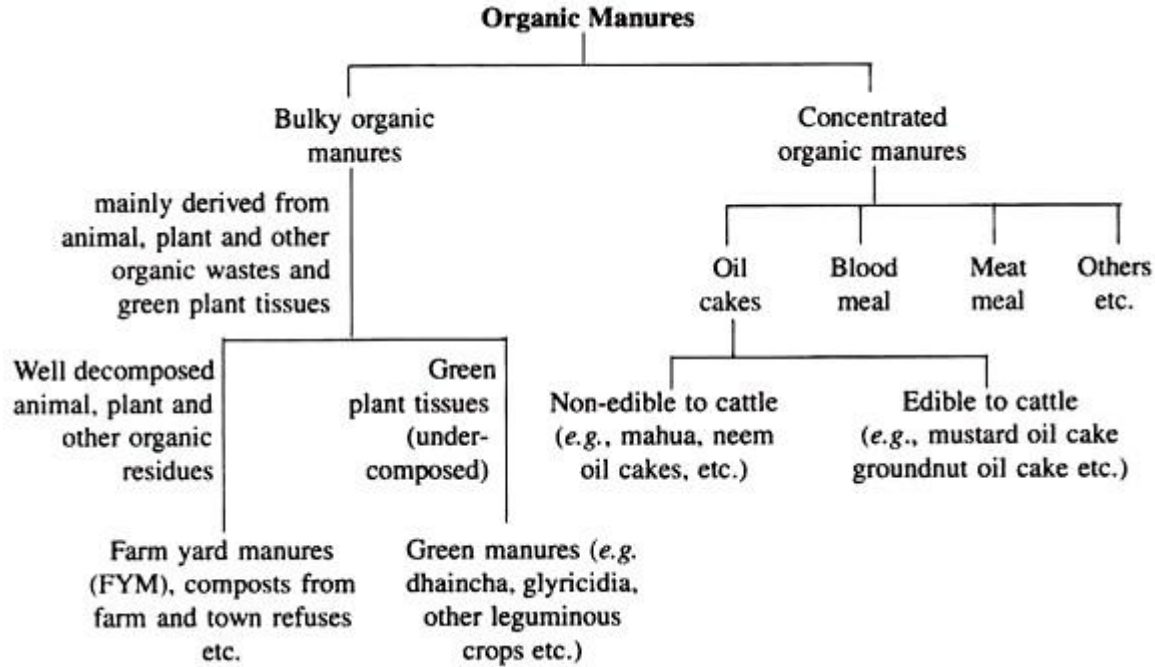 Organic Manures
Bulky organic
manures
Concentrated
organic manures
mainly derived from
animal, plant and other
organic wastes and
green plant tissues
Oil
cakes
Blood
meal
Meat
meal
Others
etc.
Well decomposed
animal, plant and
other organic
residues
Green
plant tissues
(under-
composed)
Non-edible to cattle
(e.g., mahua, neem
oil cakes, etc.)
Edible to cattle
(e.g., mustard oil cake
groundnut oil cake etc.)
Farm yard manures
(FYM), composts from
farm and town refuses
etc.
Green manures (e.g.
dhaincha, glyricidia,
other leguminous
crops etc.)